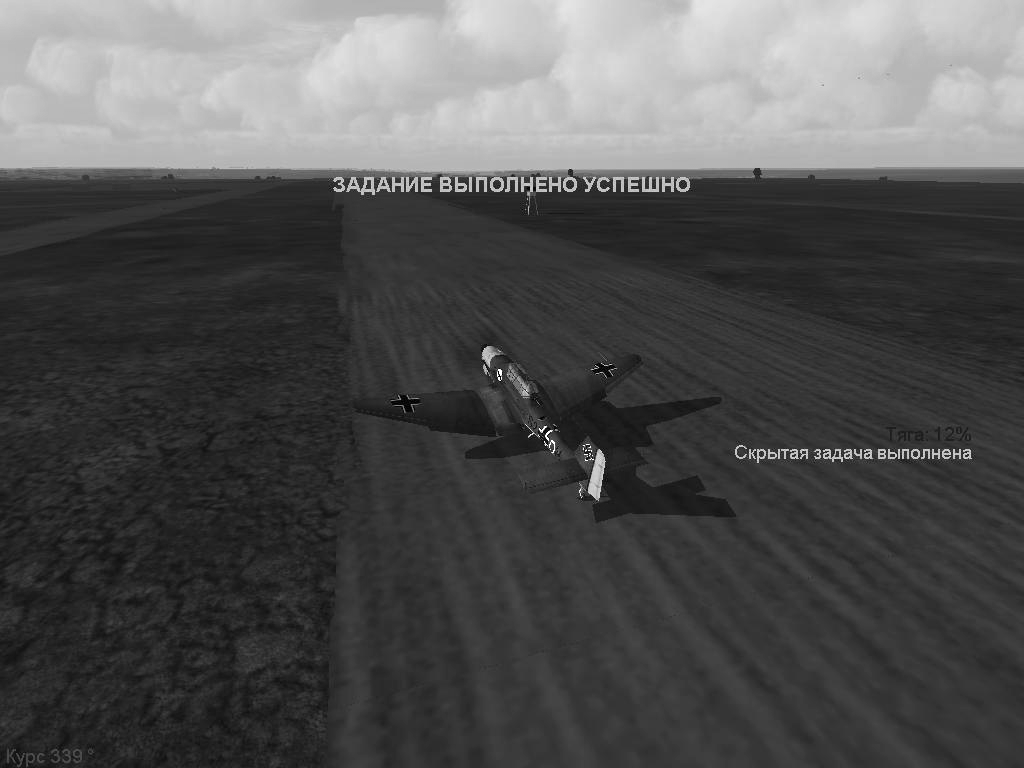 ЗАДАНИЕ ВЫПОЛНЕНО УСПЕШНО
Тяга: 12%
Скрытая задача выполнена
Курс 339 °